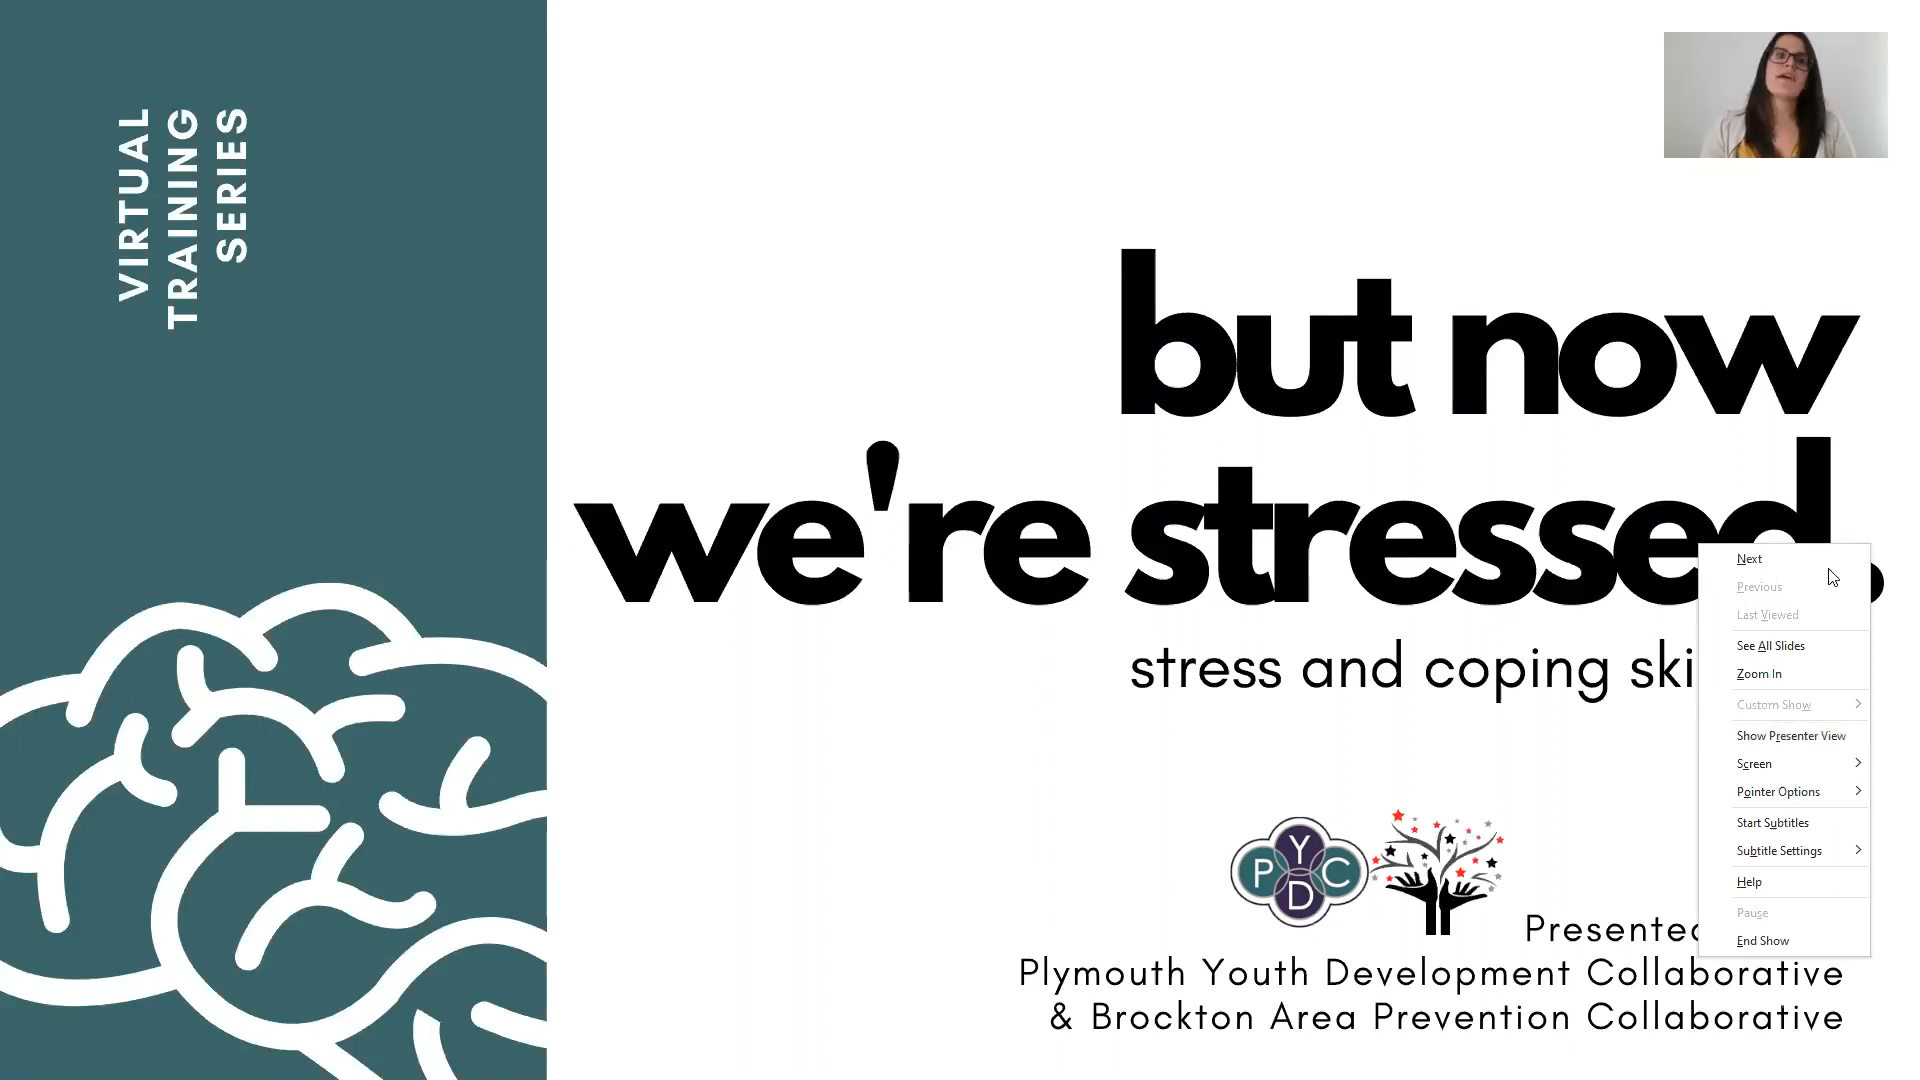 VIRTUAL
TRAINING
SERIES
but now
we're stressed.
stress and coping ski
Y
P C
D
Presented
Plymouth Youth Development Collaborative
& Brockton Area Prevention Collaborative
Next
Previous
Last Viewed
See All Slides
Zoom In
Custom Show
Show Presenter View
Screen
Pointer Options
Start Subtitles
Subtitle Settings
Help
Pause
End Show